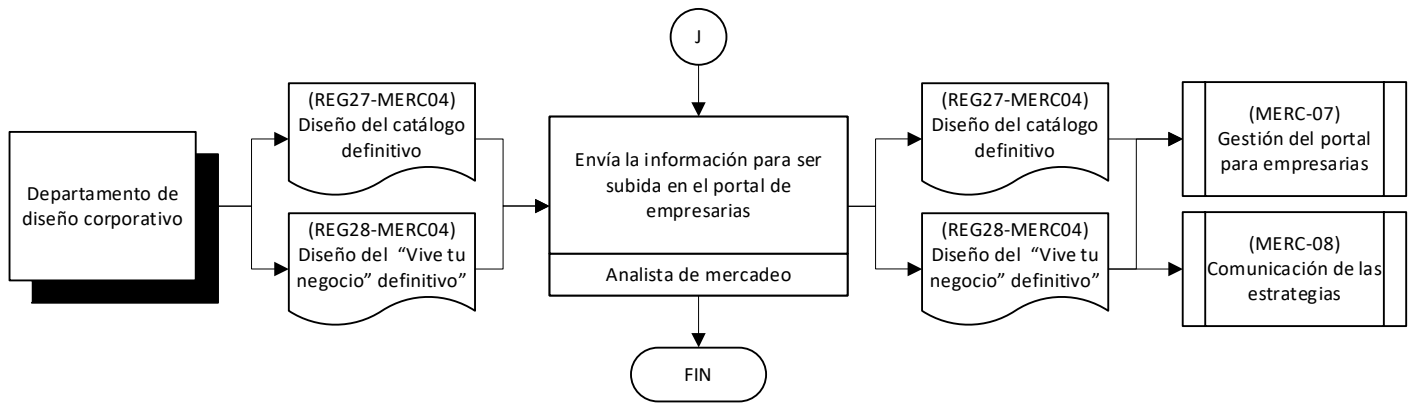 J
Departamento de
diseño corporativo
(REG27-MERC04)
Diseño del catálogo
definitivo
(REG28-MERC04)
Diseño del “Vive tu
negocio” definitivo”
Envía la información para ser
subida en el portal de
empresarias
Analista de mercadeo
(REG27-MERC04)
Diseño del catálogo
definitivo
(REG28-MERC04)
Diseño del “Vive tu
negocio” definitivo”
(MERC-07)
Gestión del portal
para empresarias
(MERC-08)
Comunicación de las
estrategias
FIN